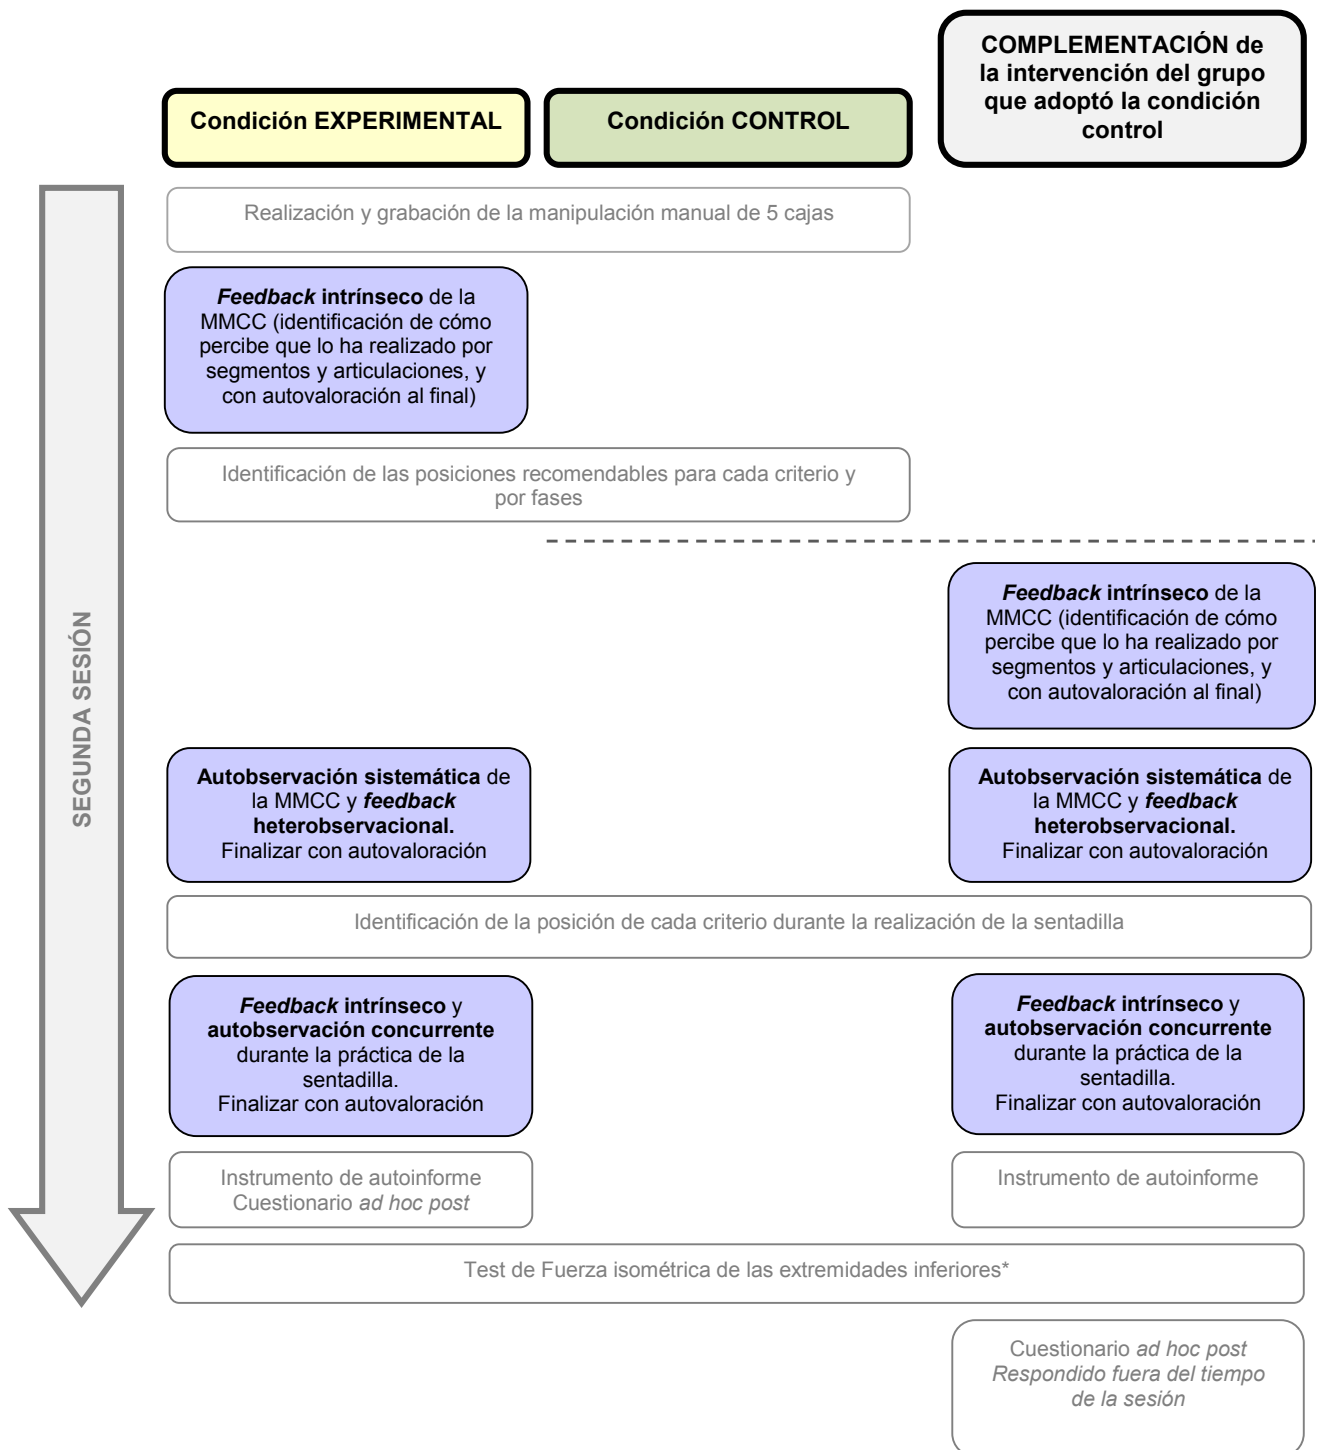 COMPLEMENTACIÓN de
la intervención del grupo
que adoptó la condición
control
Condición EXPERIMENTAL
Condición CONTROL
SEGUNDA SESIÓN
Realización y grabación de la manipulación manual de 5 cajas
Feedback intrínseco de la
MMCC (identificación de cómo
percibe que lo ha realizado por
segmentos y articulaciones, y
con autovaloración al final)
Identificación de las posiciones recomendables para cada criterio y
por fases
Feedback intrínseco de la
MMCC (identificación de cómo
percibe que lo ha realizado por
segmentos y articulaciones, y
con autovaloración al final)
Autobservación sistemática de
la MMCC y feedback
heterobservacional.
Finalizar con autovaloración
Autobservación sistemática de
la MMCC y feedback
heterobservacional.
Finalizar con autovaloración
Identificación de la posición de cada criterio durante la realización de la sentadilla
Feedback intrínseco y
autobservación concurrente
durante la práctica de la
sentadilla.
Finalizar con autovaloración
Feedback intrínseco y
autobservación concurrente
durante la práctica de la
sentadilla.
Finalizar con autovaloración
Instrumento de autoinforme
Cuestionario ad hoc post
Instrumento de autoinforme
Test de Fuerza isométrica de las extremidades inferiores*
Cuestionario ad hoc post
Respondido fuera del tiempo
de la sesión